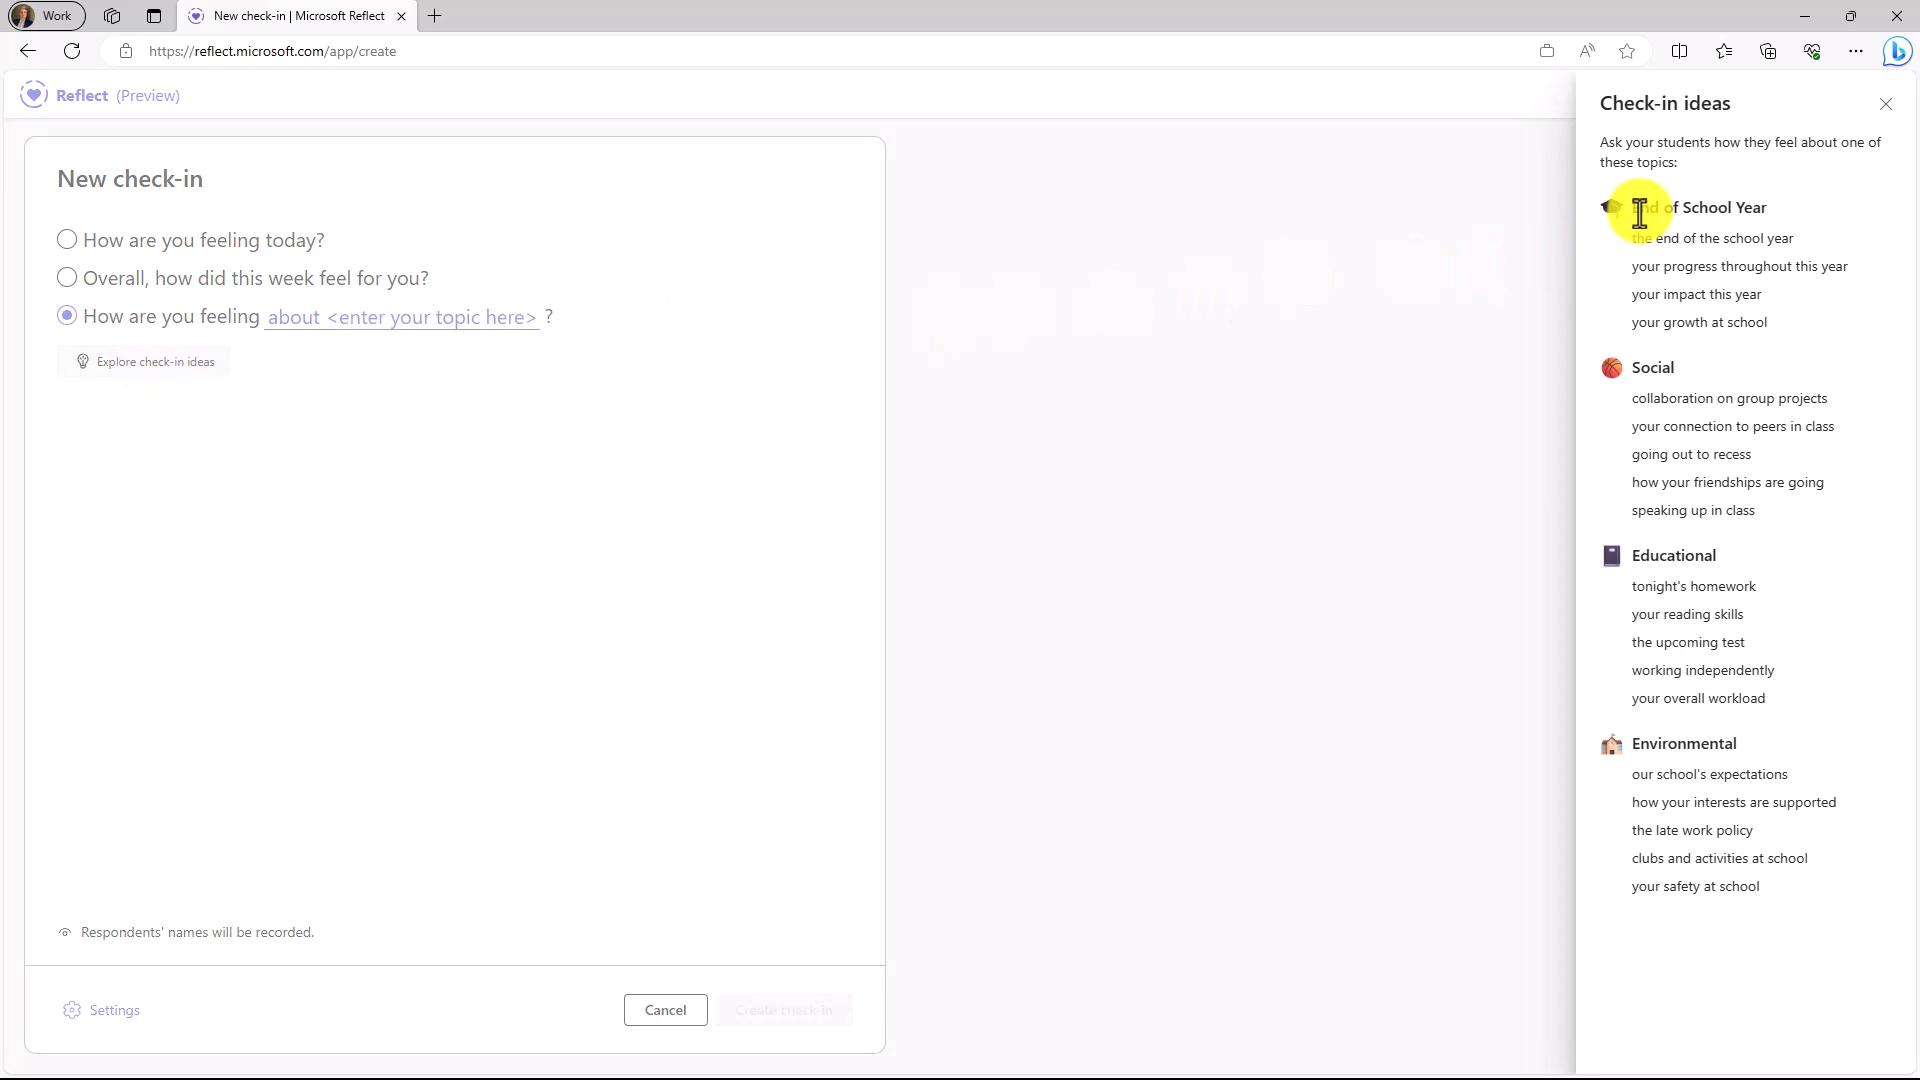 Work
New check-in | Microsoft Reflect
https://reflect.microsoft.com/app/create
Reflect (Preview)
New check-in
How are you feeling today?
Overall, how did this week feel for you?
How are you feeling about <enter your topic here> ?
Explore check-in ideas
Respondents' names will be recorded.
Settings
Cancel
Create check-in
Check-in ideas
Ask your students how they feel about one of
these topics:
End of School Year
the end of the school year
your progress throughout this year
your impact this year
your growth at school
Social
collaboration on group projects
your connection to peers in class
going out to recess
how your friendships are going
speaking up in class
Educational
tonight's homework
your reading skills
the upcoming test
working independently
your overall workload
Environmental
our school's expectations
how your interests are supported
the late work policy
clubs and activities at school
your safety at school